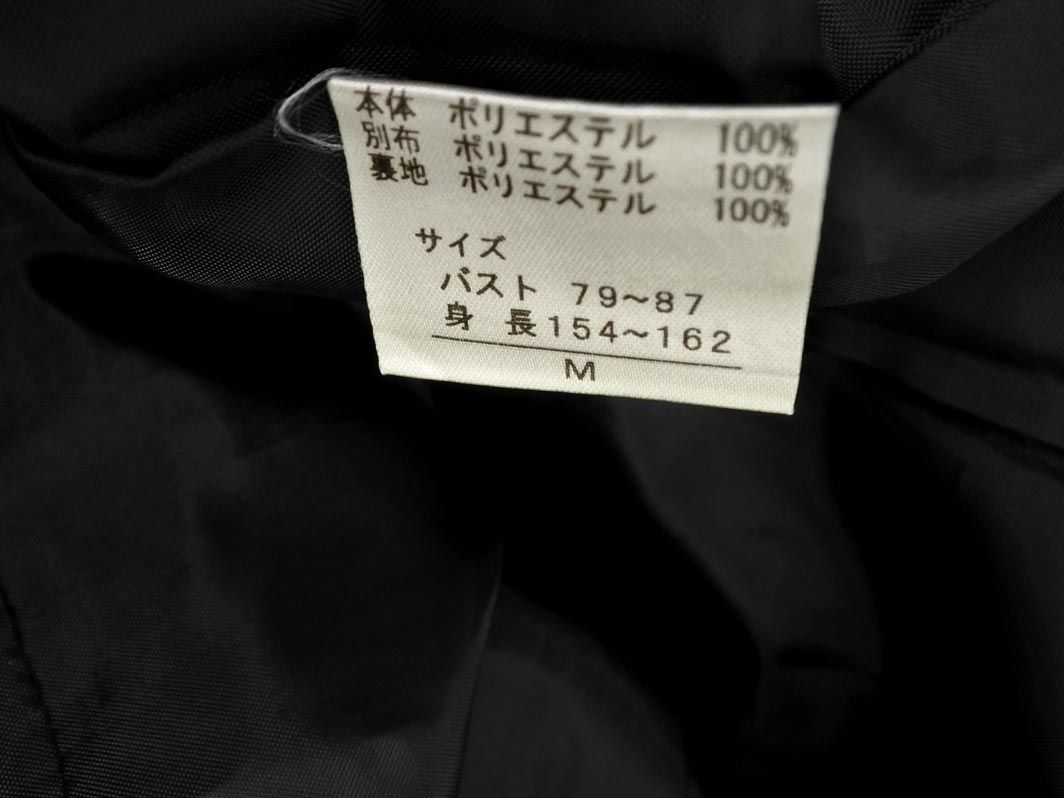 本体 ポリエステル 100%
別布 ポリエステル 100%
裏地 ポリエステル 100%
サイズ
バスト 79～87
身 長154～162
M